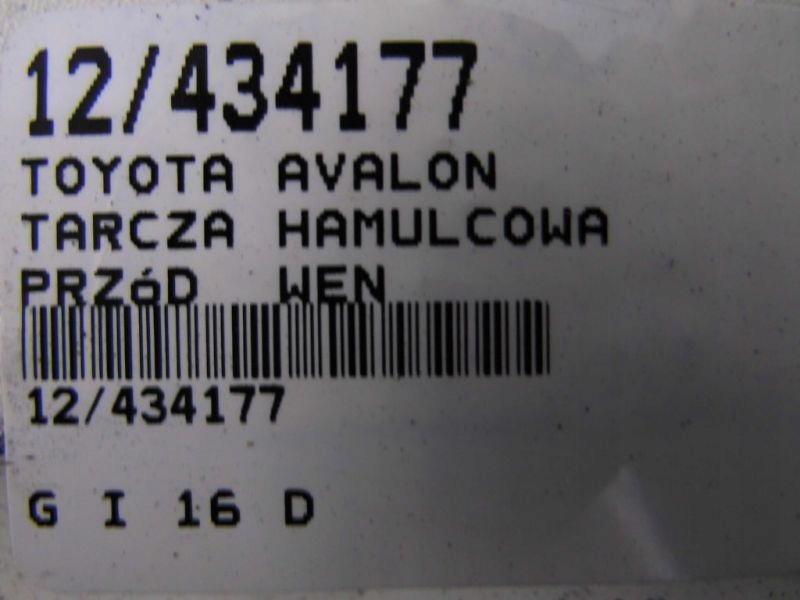 12/434177
TOYOTA AVALON
TARCZA HAMULCOWA
PRZóD WEN
12/434177
G I 16 D